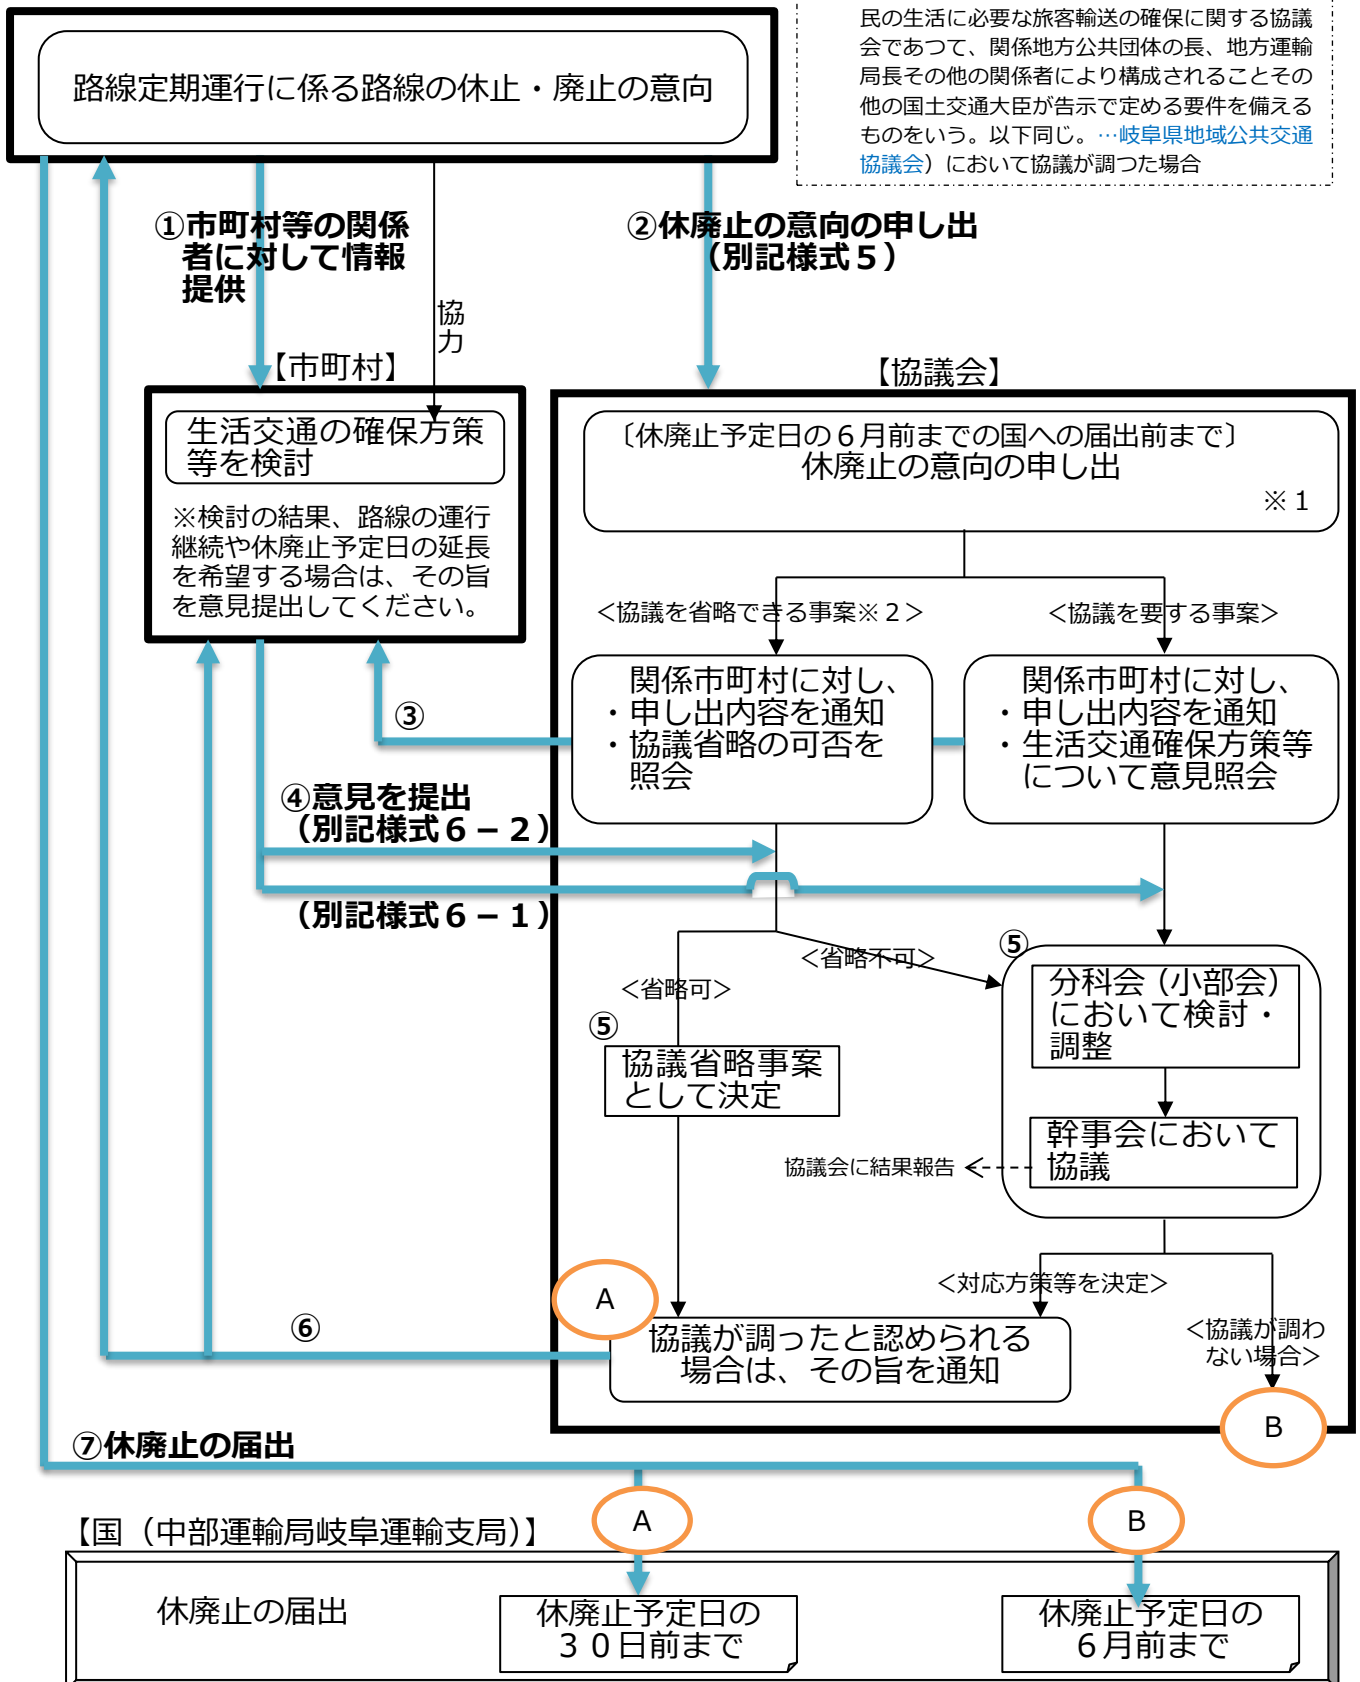 民の生活に必要な旅客輸送の確保に関する協議
会であつて、関係地方公共団体の長、地方運輸
局長その他の関係者により構成されることその
他の国土交通大臣が告示で定める要件を備える
ものをいう。以下同じ。…岐阜県地域公共交通
協議会）において協議が調つた場合
路線定期運行に係る路線の休止・廃止の意向
①市町村等の関係
者に対して情報
提供
協
力
②休廃止の意向の申し出
（別記様式５）
【市町村】
生活交通の確保方策
等を検討
※検討の結果、路線の運行
継続や休廃止予定日の延長
を希望する場合は、その旨
を意見提出してください。
【協議会】
〔休廃止予定日の６月前までの国への届出前まで〕
休廃止の意向の申し出
※１
＜協議を省略できる事案※２＞
＜協議を要する事案＞
関係市町村に対し、
・申し出内容を通知
・協議省略の可否を
照会
関係市町村に対し、
・申し出内容を通知
・生活交通確保方策等
について意見照会
③
④意見を提出
（別記様式６－２）
（別記様式６－１）
＜省略不可＞
＜省略可＞
⑤
協議省略事案
として決定
⑤
分科会（小部会）
において検討・
調整
幹事会において
協議
協議会に結果報告
＜対応方策等を決定＞
＜協議が調わ
ない場合＞
A
協議が調ったと認められる
場合は、その旨を通知
B
⑥
⑦休廃止の届出
A
B
【国（中部運輸局岐阜運輸支局）】
休廃止の届出
休廃止予定日の
３０日前まで
休廃止予定日の
６月前まで